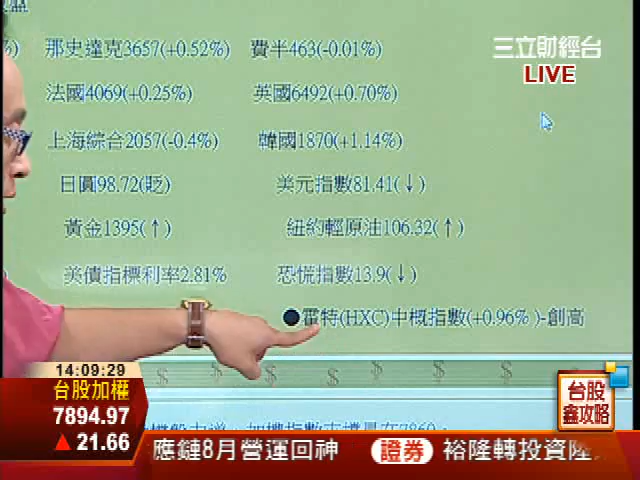 三立財經台
LIVE
那史達克3657(+0.52%) 費半463(-0.01%)
法國4069(+0.25%) 英國6492(+0.70%)
上海綜合2057(-0.4%) 韓國1870(+1.14%)
日圓98.72(貶) 美元指數81.41(↓)
黃金1395(↑) 紐約輕原油106.32(↑)
美債指標利率2.81% 恐慌指數13.9(↓)
●霍特(HXC)中概指數(+0.96%)-創高
14:09:29
台股加權
7894.97
▲21.66
台股
鑫攻略
應鏈8月營運回神 證券 裕隆轉投資陸